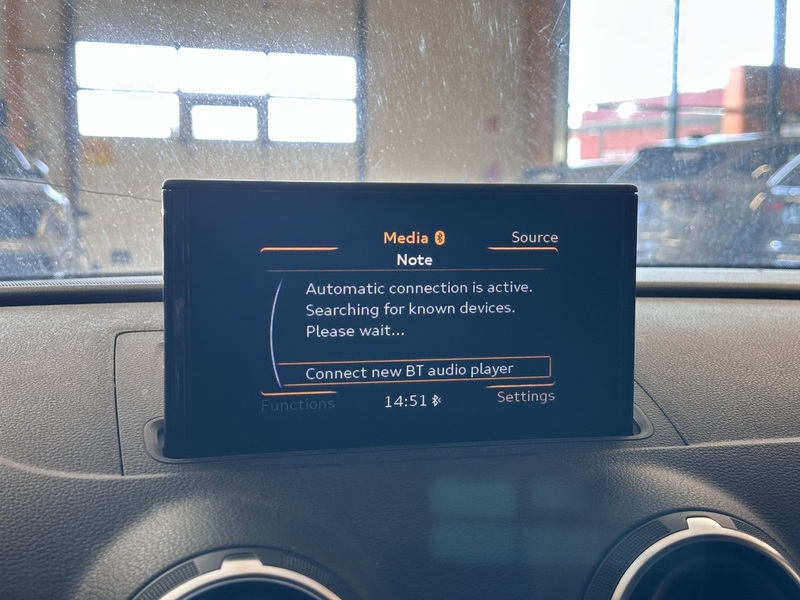 Media
Source
Note
Automatic connection is active.
Searching for known devices.
Please wait...
Connect new BT audio player
Functions
14:51
Settings